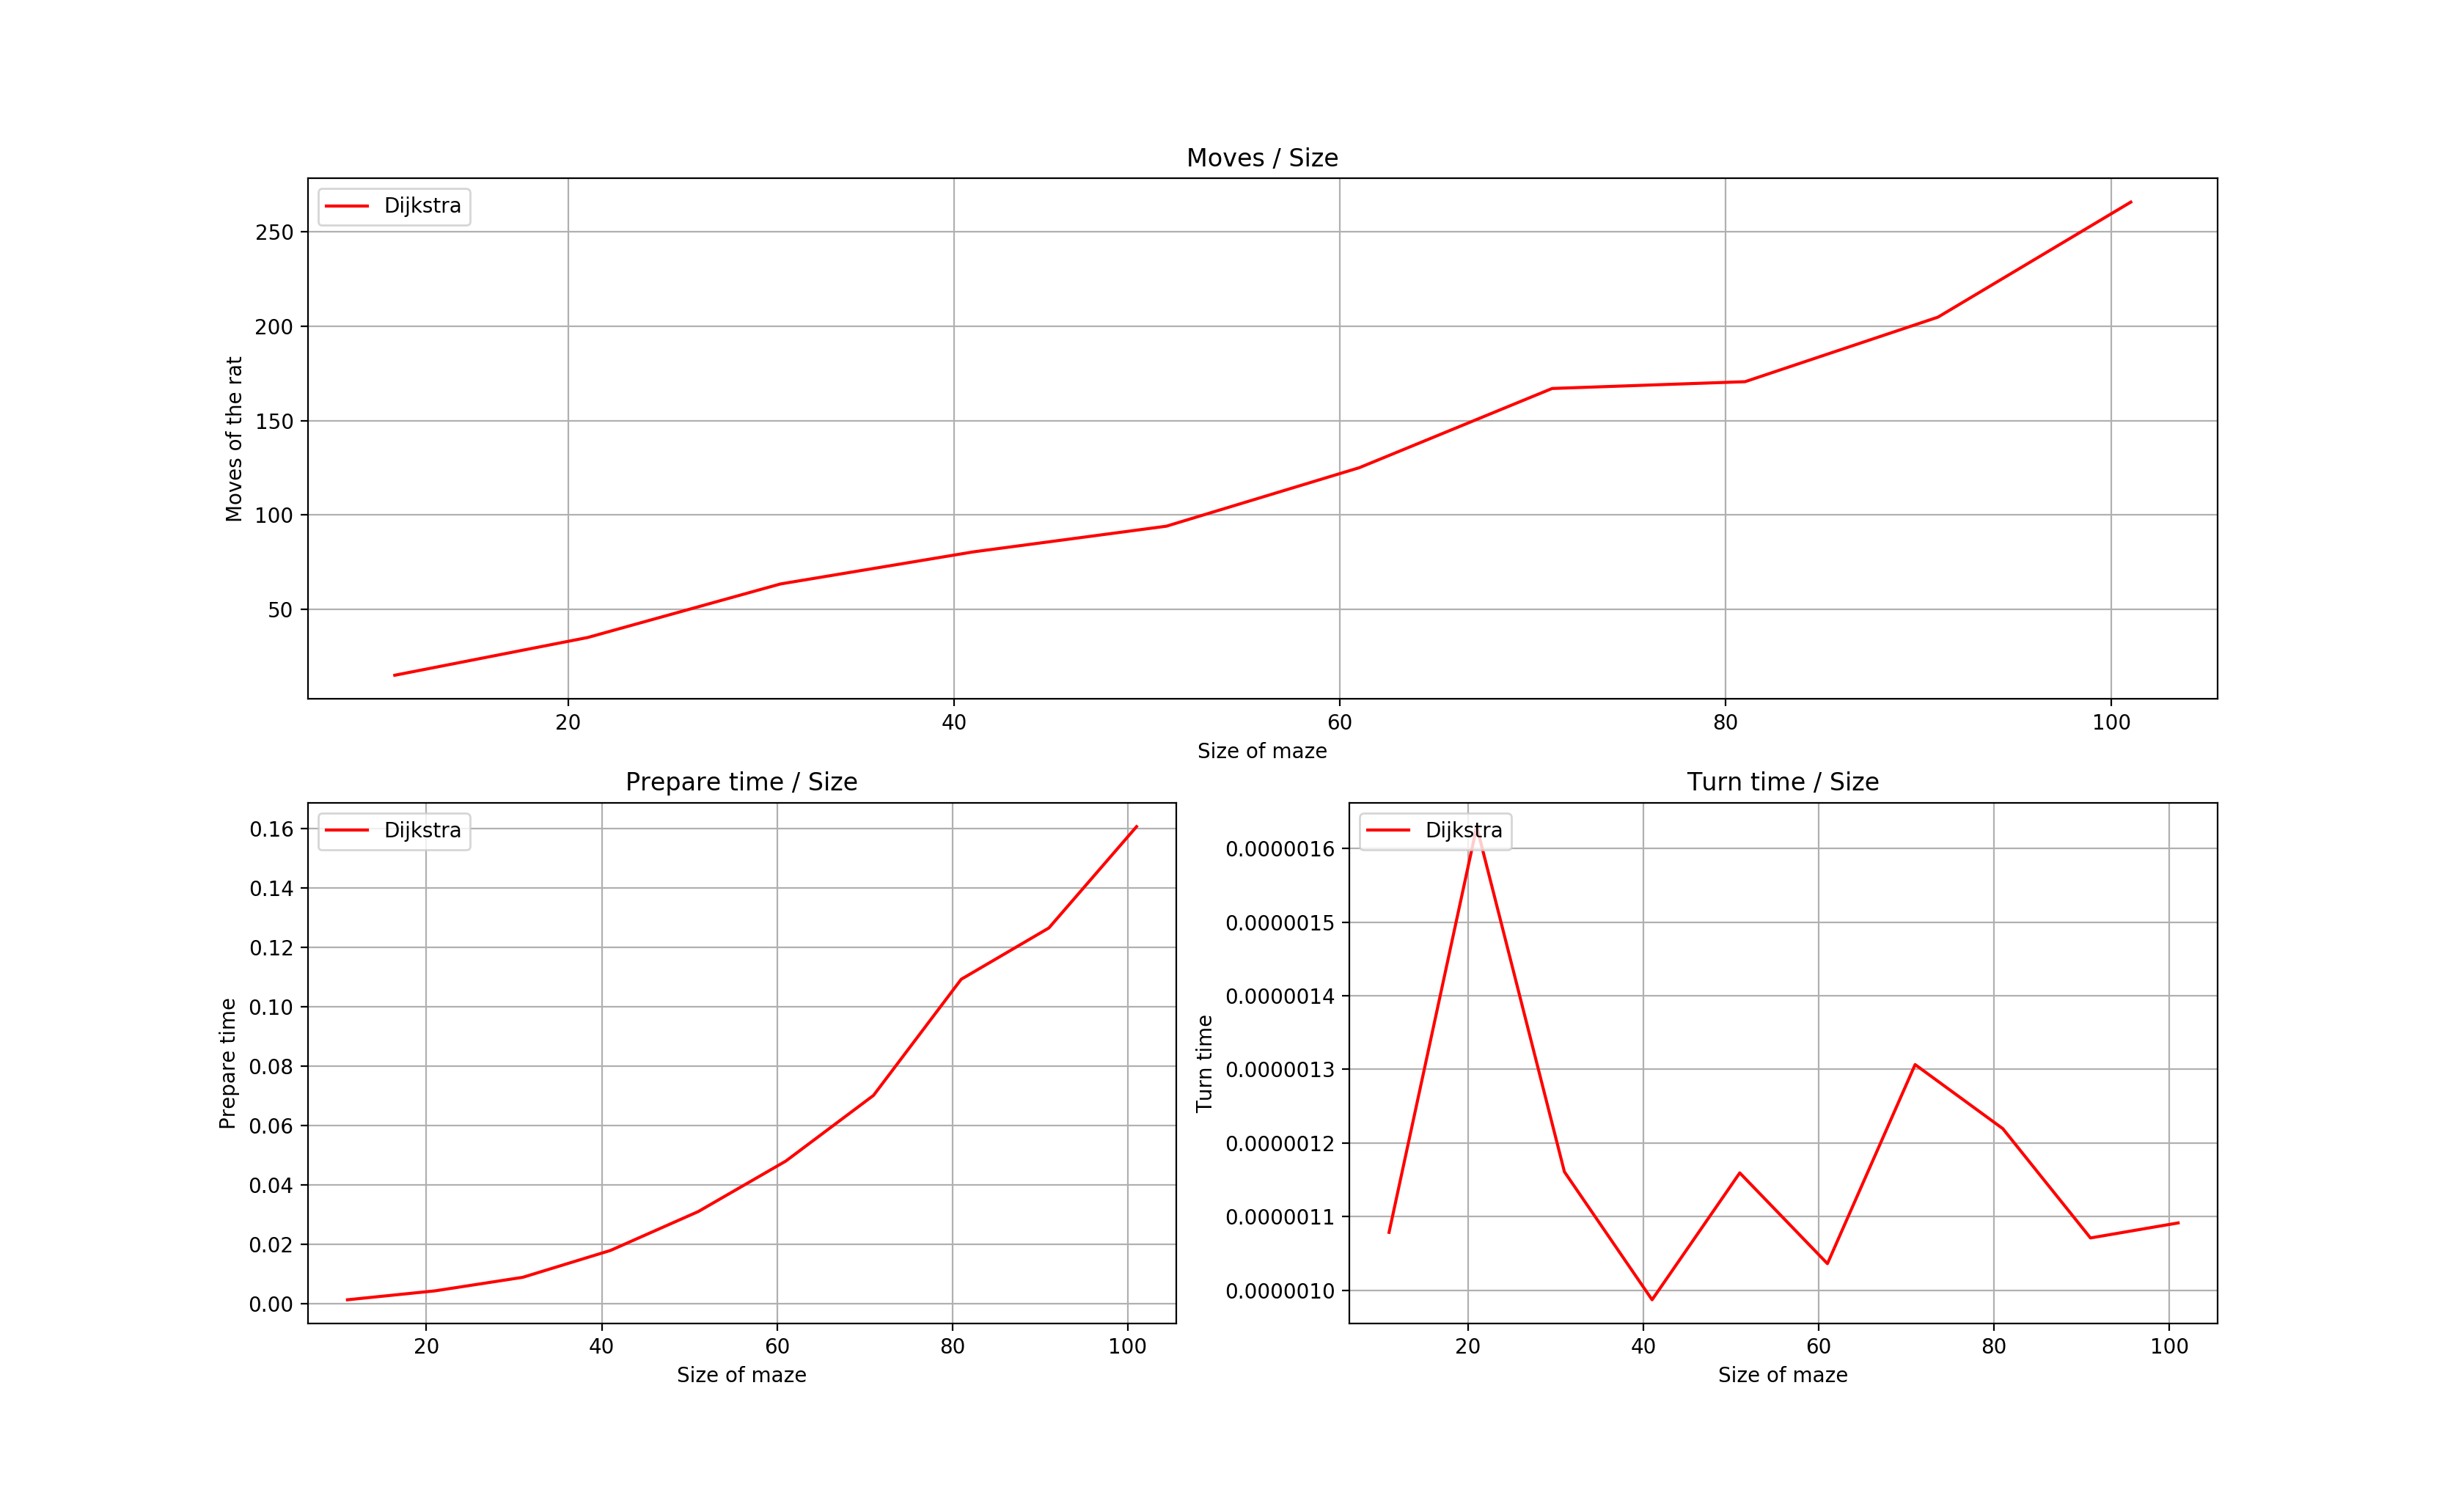 Moves / Size
Dijkstra
Moves of the rat
250
200
150
100
50
20 40 60 80 100
Size of maze
Prepare time / Size
Dijkstra
Prepare time
0.16
0.14
0.12
0.10
0.08
0.06
0.04
0.02
0.00
20 40 60 80 100
Size of maze
Turn time / Size
Dijkstra
Turn time
0.0000016
0.0000015
0.0000014
0.0000013
0.0000012
0.0000011
0.0000010
20 40 60 80 100
Size of maze